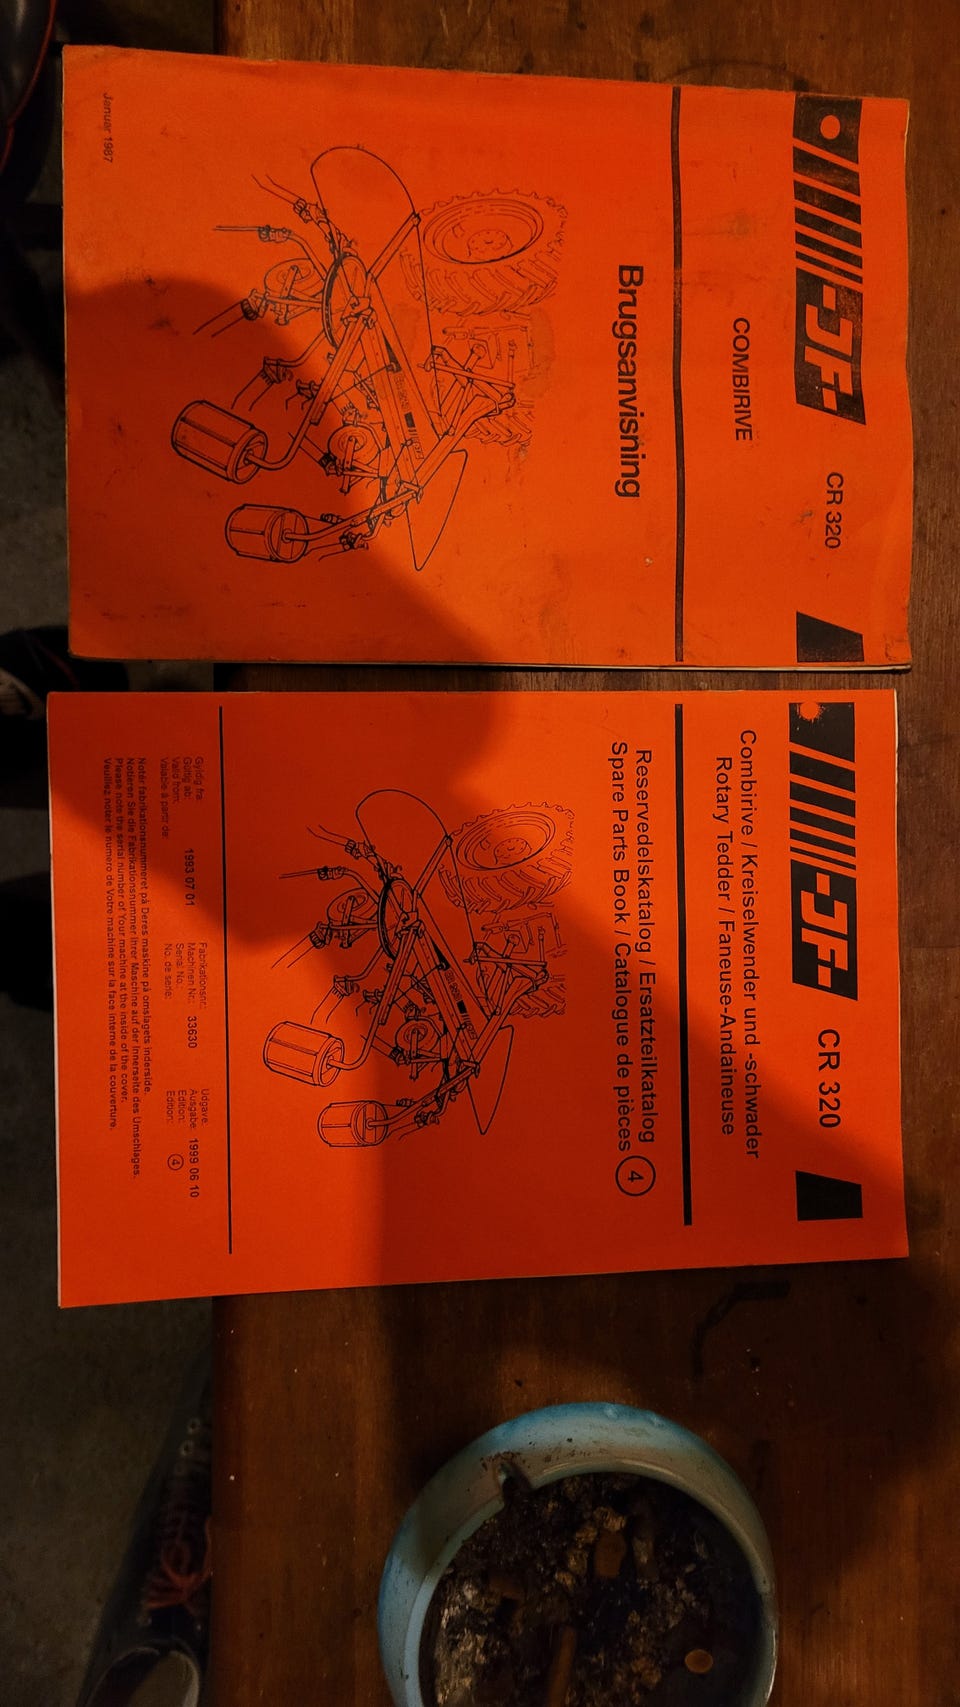 JF
CR 320
COMBIRIVE
Brugsanvisning
Januar 1987
JF
CR 320
Combirive / Kreiselwender und -schwader
Rotary Tedder / Faneuse-Andaineuse
Reservedelskatalog / Ersatzteilkatalog
Spare Parts Book / Catalogue de pièces 4
Gyldig fra:
Gültig ab:
Valid from:
Valable à partir de:
1993 07 01
Fabrikationsnr.:
Machinen Nr.:
Serial No.:
No. de serie:
33630
Udgave:
Ausgabe:
Edition:
Edition:
1999 06 10
4
Notér fabrikationsnummeret på Deres maskine på omslagets inderside.
Notieren Sie die Fabrikationsnummer Ihrer Maschine auf der Innerseite des Umschlages.
Please note the serial number of Your machine at the inside of the cover.
Veuillez noter le numero de Votre machine sur la face interne de la couverture.